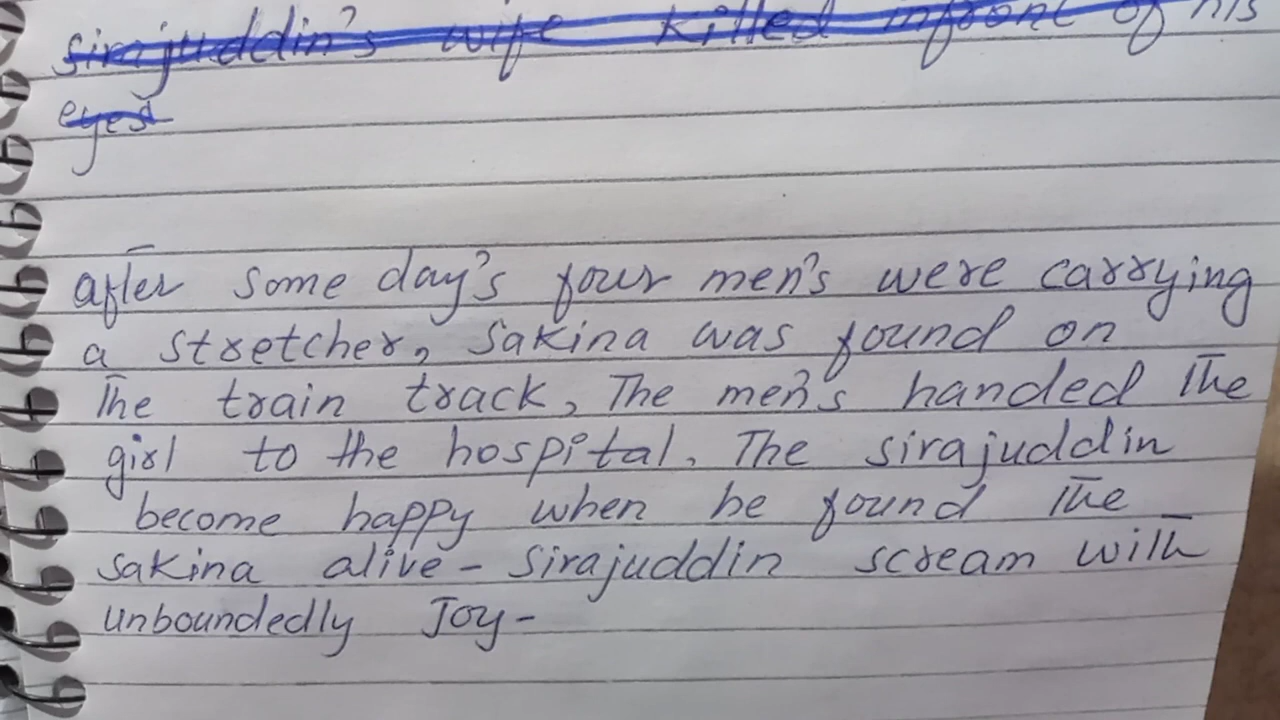 sirajuddin's wife killed infront of his
eyes
after some day's four men's were carrying
a stretcher, Sakina was found on
The train track, The men's handed The
girl to the hospital. The sirajuddin
become happy when he found The
sakina alive - Sirajuddin scream with
unboundedly Joy -